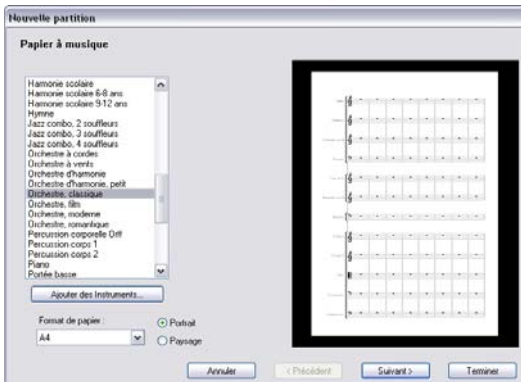 Nouvelle partition
Papier à musique
Harmonie scolaire
Harmonie scolaire 6-8 ans
Harmonie scolaire 9-12 ans
Hymne
Jazz combo, 2 souffleurs
Jazz combo, 3 souffleurs
Jazz combo, 4 souffleurs
Orchestre à cordes
Orchestre à vents
Orchestre d'harmonie
Orchestre d'harmonie, petit
Orchestre, classique
Orchestre, film
Orchestre, moderne
Orchestre, romantique
Percussion corporelle Orff
Percussion corps 1
Percussion corps 2
Piano
Portée basse
Ajouter des Instruments...
Format de papier :
A4
Portrait
Paysage
Annuler
< Précédent
Suivant >
Terminer